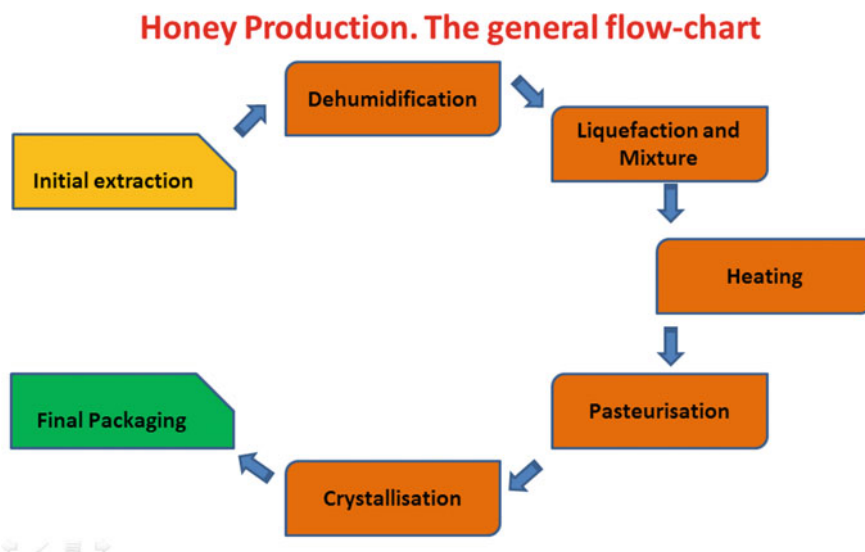 Honey Production. The general flow-chart
Initial extraction
Dehumidification
Liquefaction and
Mixture
Heating
Pasteurisation
Crystallisation
Final Packaging